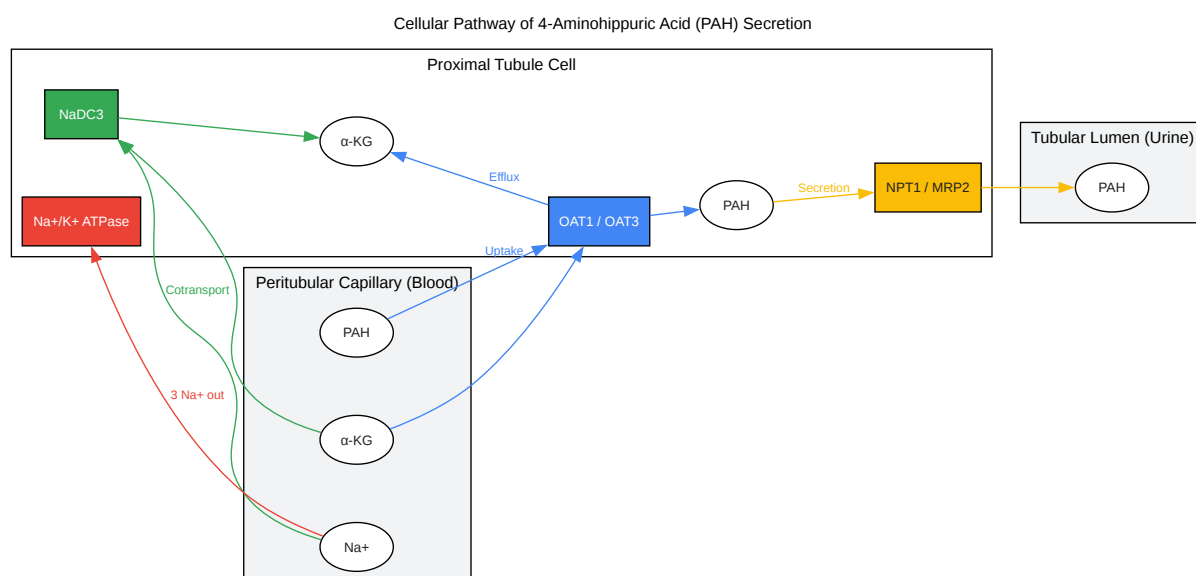 Cellular Pathway of 4-Aminohippuric Acid (PAH) Secretion
Proximal Tubule Cell
NaDC3
α-KG
Efflux
Na+/K+ ATPase
OAT1 / OAT3
PAH
Secretion
NPT1 / MRP2
Tubular Lumen (Urine)
PAH
Uptake
Cotransport
3 Na+ out
Peritubular Capillary (Blood)
PAH
α-KG
Na+